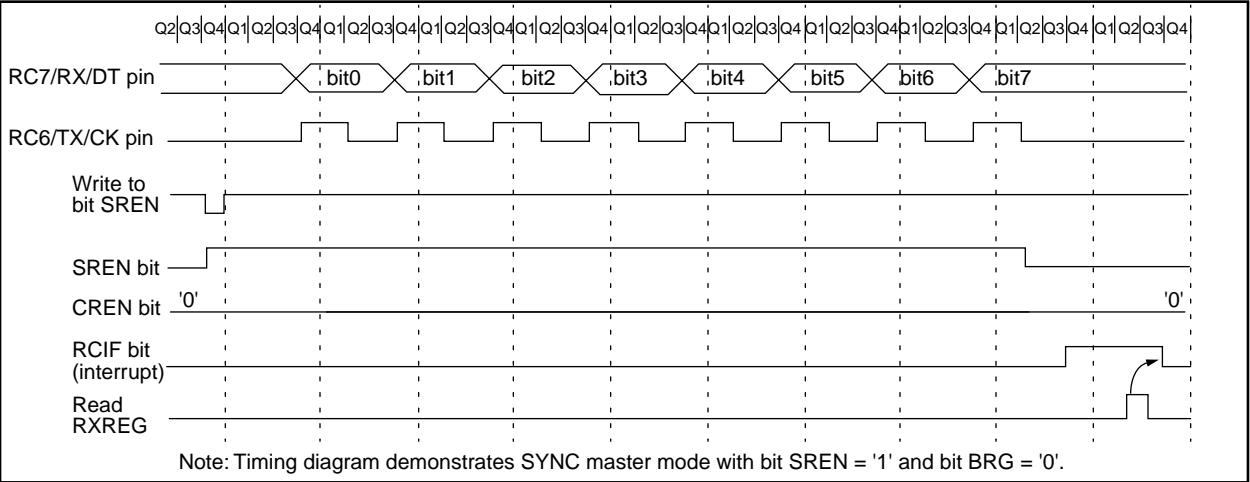 Q2 Q3 Q4 Q1 Q2 Q3 Q4 Q1 Q2 Q3 Q4 Q1 Q2 Q3 Q4 Q1 Q2 Q3 Q4 Q1 Q2 Q3 Q4 Q1 Q2 Q3 Q4 Q1 Q2 Q3 Q4 Q1 Q2 Q3 Q4 Q1 Q2 Q3 Q4 Q1 Q2 Q3 Q4
RC7/RX/DT pin bit0 bit1 bit2 bit3 bit4 bit5 bit6 bit7
RC6/TX/CK pin
Write to
bit SREN
SREN bit
CREN bit '0' '0'
RCIF bit
(interrupt)
Read
RXREG
Note: Timing diagram demonstrates SYNC master mode with bit SREN = '1' and bit BRG = '0'.